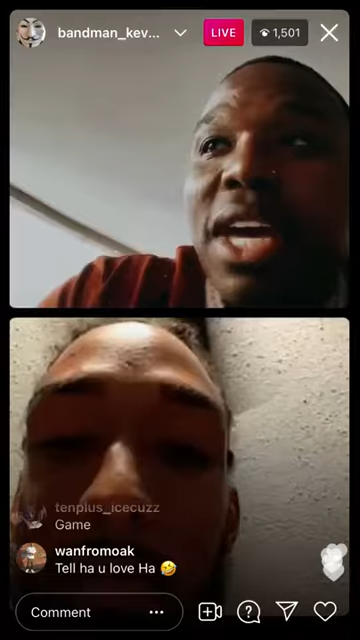 bandman_kev...
LIVE
1,501
tenplus_icecuzz
Game
wanfromoak
Tell ha u love Ha 🤣
Comment